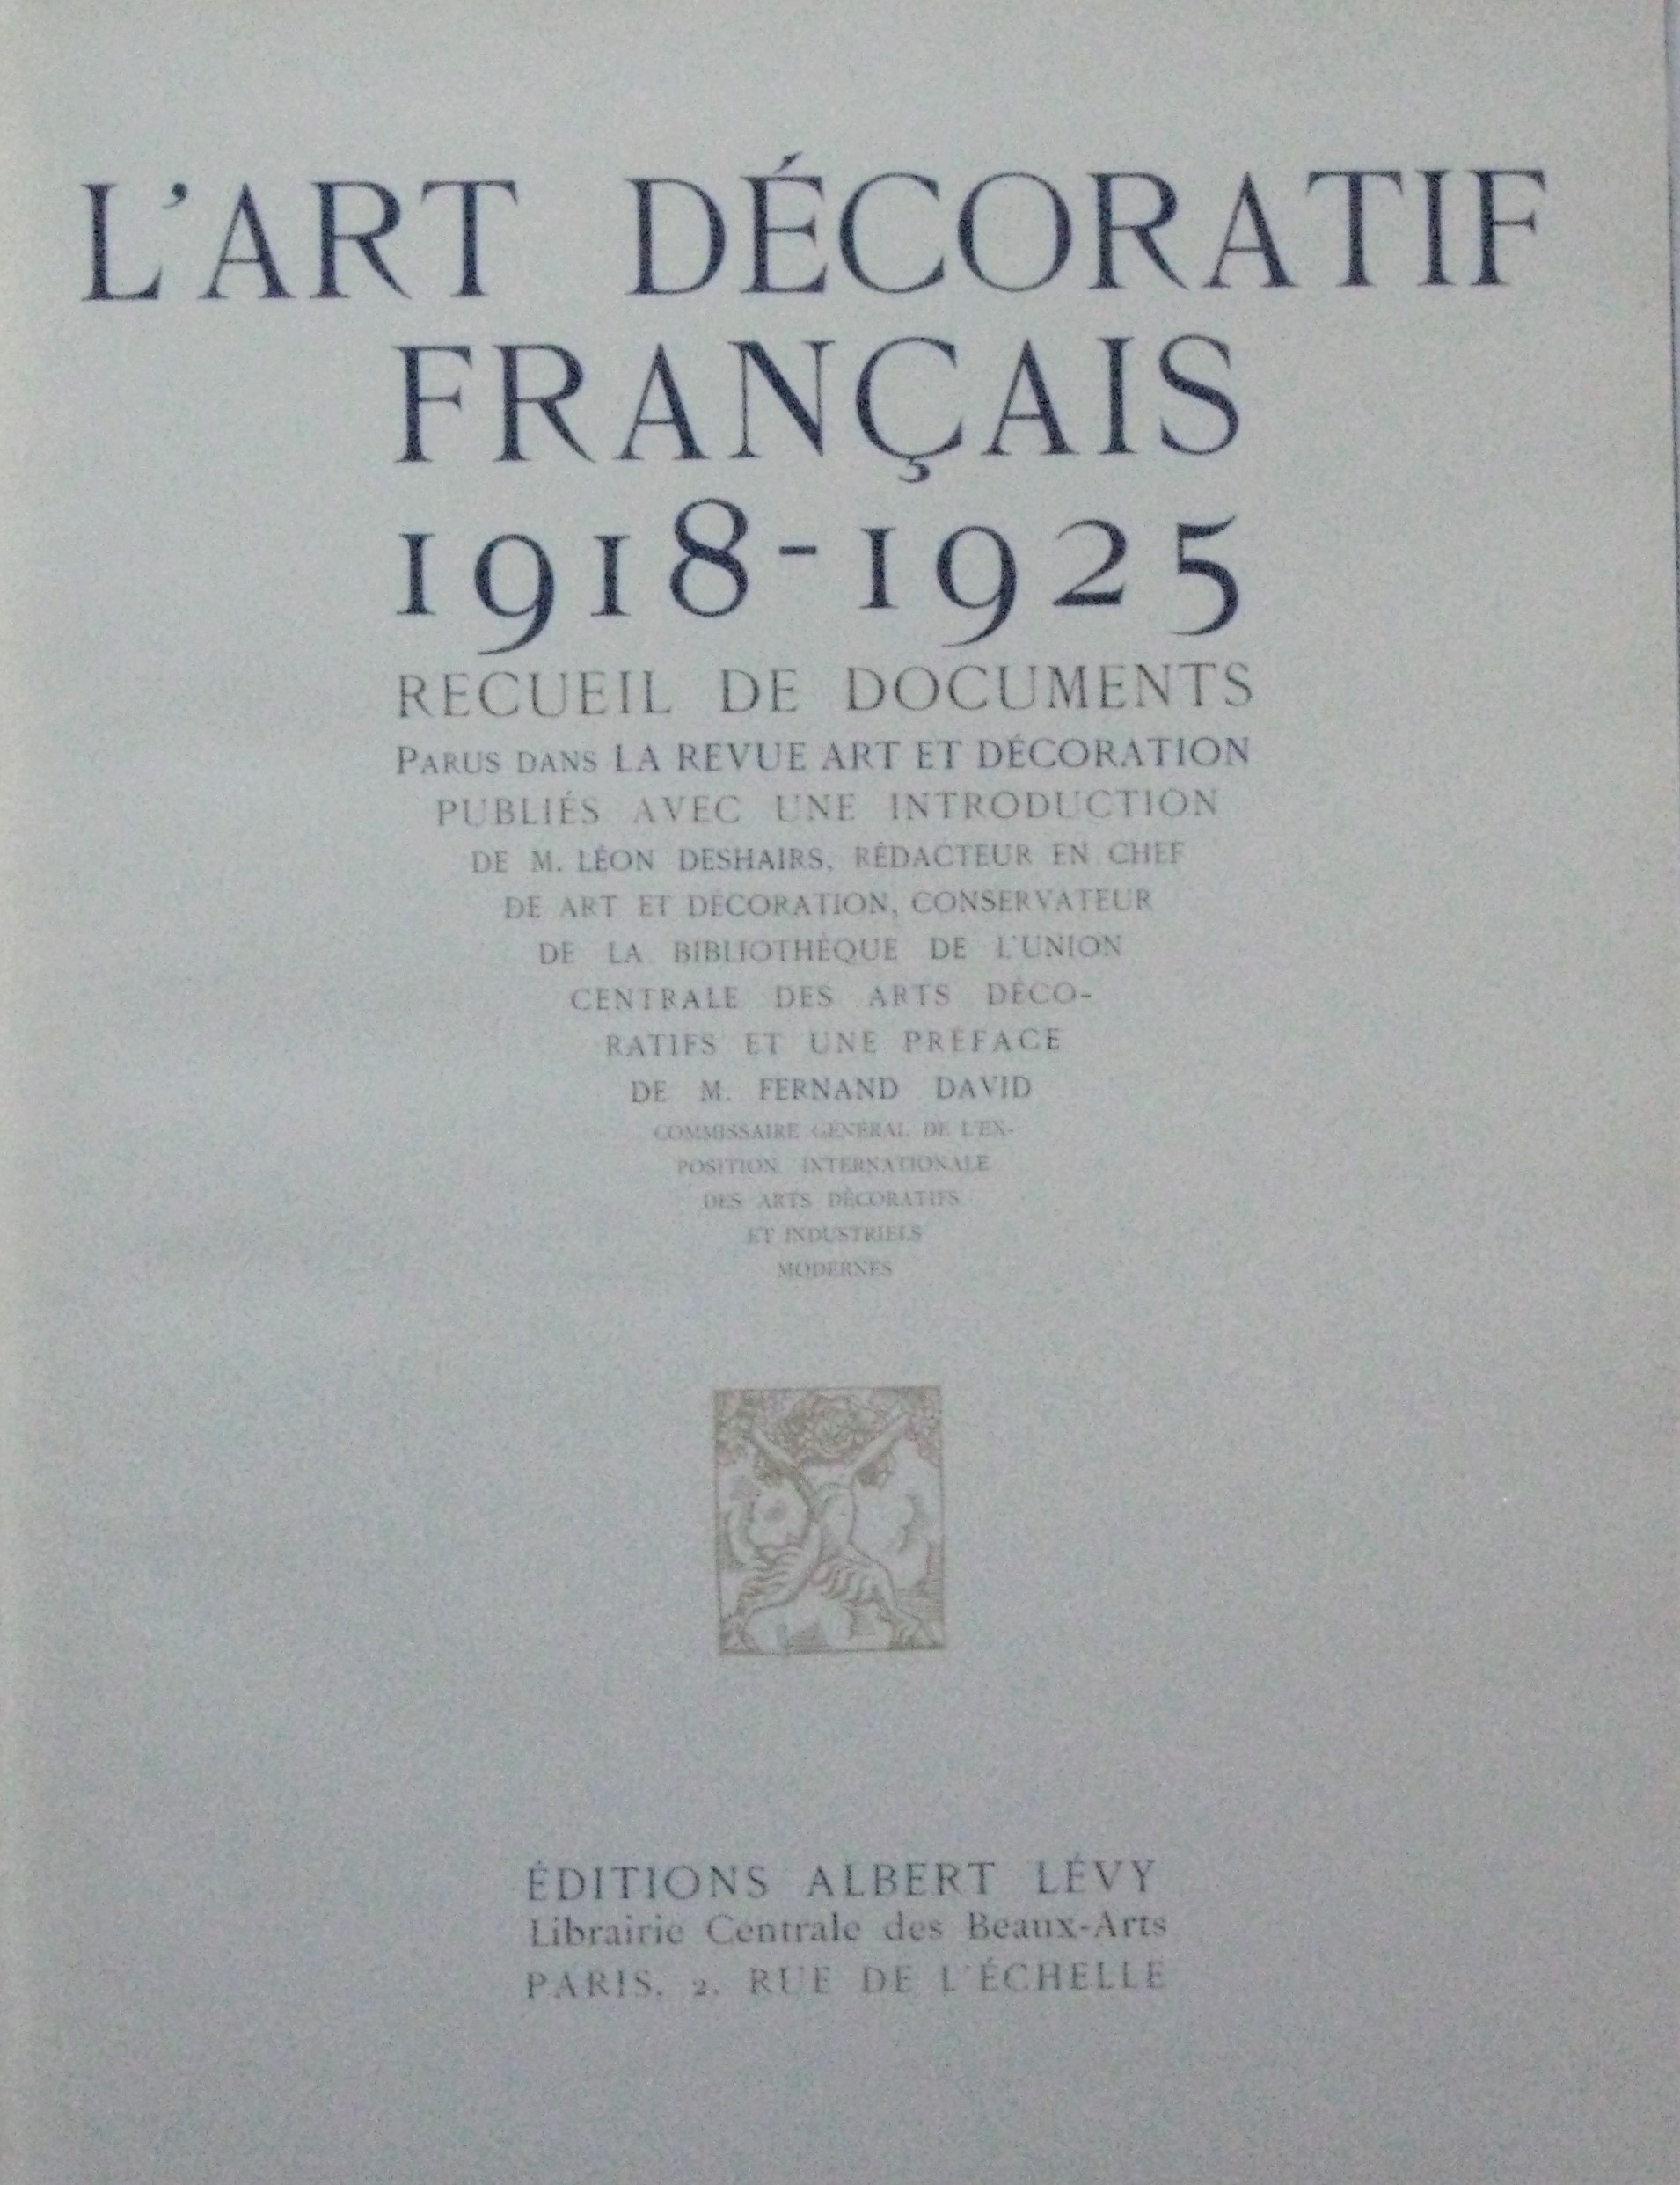 L'ART DÉCORATIF
FRANÇAIS
1918-1925
RECUEIL DE DOCUMENTS
PARUS DANS LA REVUE ART ET DÉCORATION
PUBLIÉS AVEC UNE INTRODUCTION
DE M. LÉON DESHAIRS, RÉDACTEUR EN CHEF
DE ART ET DÉCORATION, CONSERVATEUR
DE LA BIBLIOTHÈQUE DE L'UNION
CENTRALE DES ARTS DÉCO-
RATIFS ET UNE PRÉFACE
DE M. FERNAND DAVID
COMMISSAIRE GÉNÉRAL DE L'EX-
POSITION INTERNATIONALE
DES ARTS DÉCORATIFS
ET INDUSTRIELS
MODERNES
ÉDITIONS ALBERT LÉVY
Librairie Centrale des Beaux-Arts
PARIS, 2, RUE DE L'ÉCHELLE